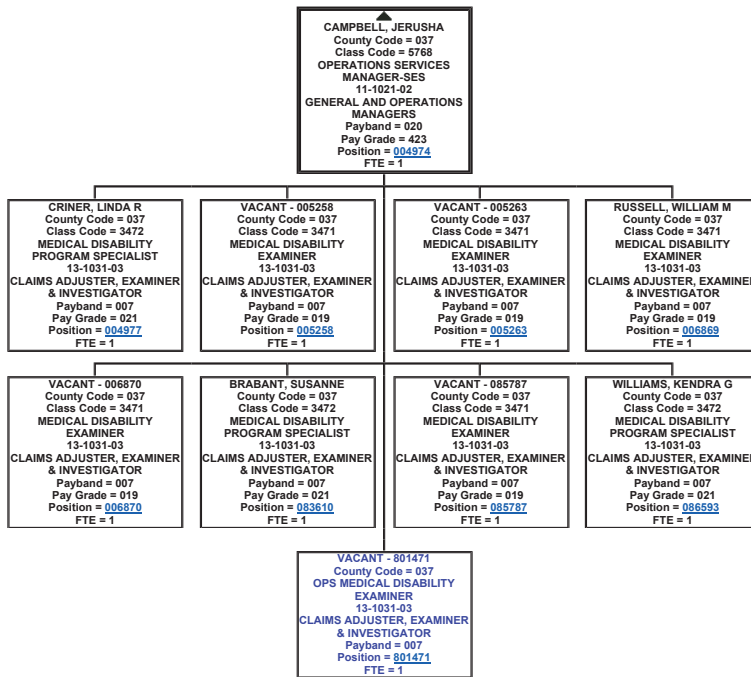 CAMPBELL, JERUSHA
County Code = 037
Class Code = 5768
OPERATIONS SERVICES
MANAGER-SES
11-1021-02
GENERAL AND OPERATIONS
MANAGERS
Payband = 020
Pay Grade = 423
Position = 004974
FTE = 1
CRINER, LINDA R
County Code = 037
Class Code = 3472
MEDICAL DISABILITY
PROGRAM SPECIALIST
13-1031-03
CLAIMS ADJUSTER, EXAMINER
& INVESTIGATOR
Payband = 007
Pay Grade = 021
Position = 004977
FTE = 1
VACANT - 005258
County Code = 037
Class Code = 3471
MEDICAL DISABILITY
EXAMINER
13-1031-03
CLAIMS ADJUSTER, EXAMINER
& INVESTIGATOR
Payband = 007
Pay Grade = 019
Position = 005258
FTE = 1
VACANT - 005263
County Code = 037
Class Code = 3471
MEDICAL DISABILITY
EXAMINER
13-1031-03
CLAIMS ADJUSTER, EXAMINER
& INVESTIGATOR
Payband = 007
Pay Grade = 019
Position = 005263
FTE = 1
RUSSELL, WILLIAM M
County Code = 037
Class Code = 3471
MEDICAL DISABILITY
EXAMINER
13-1031-03
CLAIMS ADJUSTER, EXAMINER
& INVESTIGATOR
Payband = 007
Pay Grade = 019
Position = 006869
FTE = 1
VACANT - 006870
County Code = 037
Class Code = 3471
MEDICAL DISABILITY
EXAMINER
13-1031-03
CLAIMS ADJUSTER, EXAMINER
& INVESTIGATOR
Payband = 007
Pay Grade = 019
Position = 006870
FTE = 1
BRABANT, SUSANNE
County Code = 037
Class Code = 3472
MEDICAL DISABILITY
PROGRAM SPECIALIST
13-1031-03
CLAIMS ADJUSTER, EXAMINER
& INVESTIGATOR
Payband = 007
Pay Grade = 021
Position = 083610
FTE = 1
VACANT - 085787
County Code = 037
Class Code = 3471
MEDICAL DISABILITY
EXAMINER
13-1031-03
CLAIMS ADJUSTER, EXAMINER
& INVESTIGATOR
Payband = 007
Pay Grade = 019
Position = 085787
FTE = 1
WILLIAMS, KENDRA G
County Code = 037
Class Code = 3472
MEDICAL DISABILITY
PROGRAM SPECIALIST
13-1031-03
CLAIMS ADJUSTER, EXAMINER
& INVESTIGATOR
Payband = 007
Pay Grade = 021
Position = 086593
FTE = 1
VACANT - 801471
County Code = 037
OPS MEDICAL DISABILITY
EXAMINER
13-1031-03
CLAIMS ADJUSTER, EXAMINER
& INVESTIGATOR
Payband = 007
Position = 801471
FTE = 1